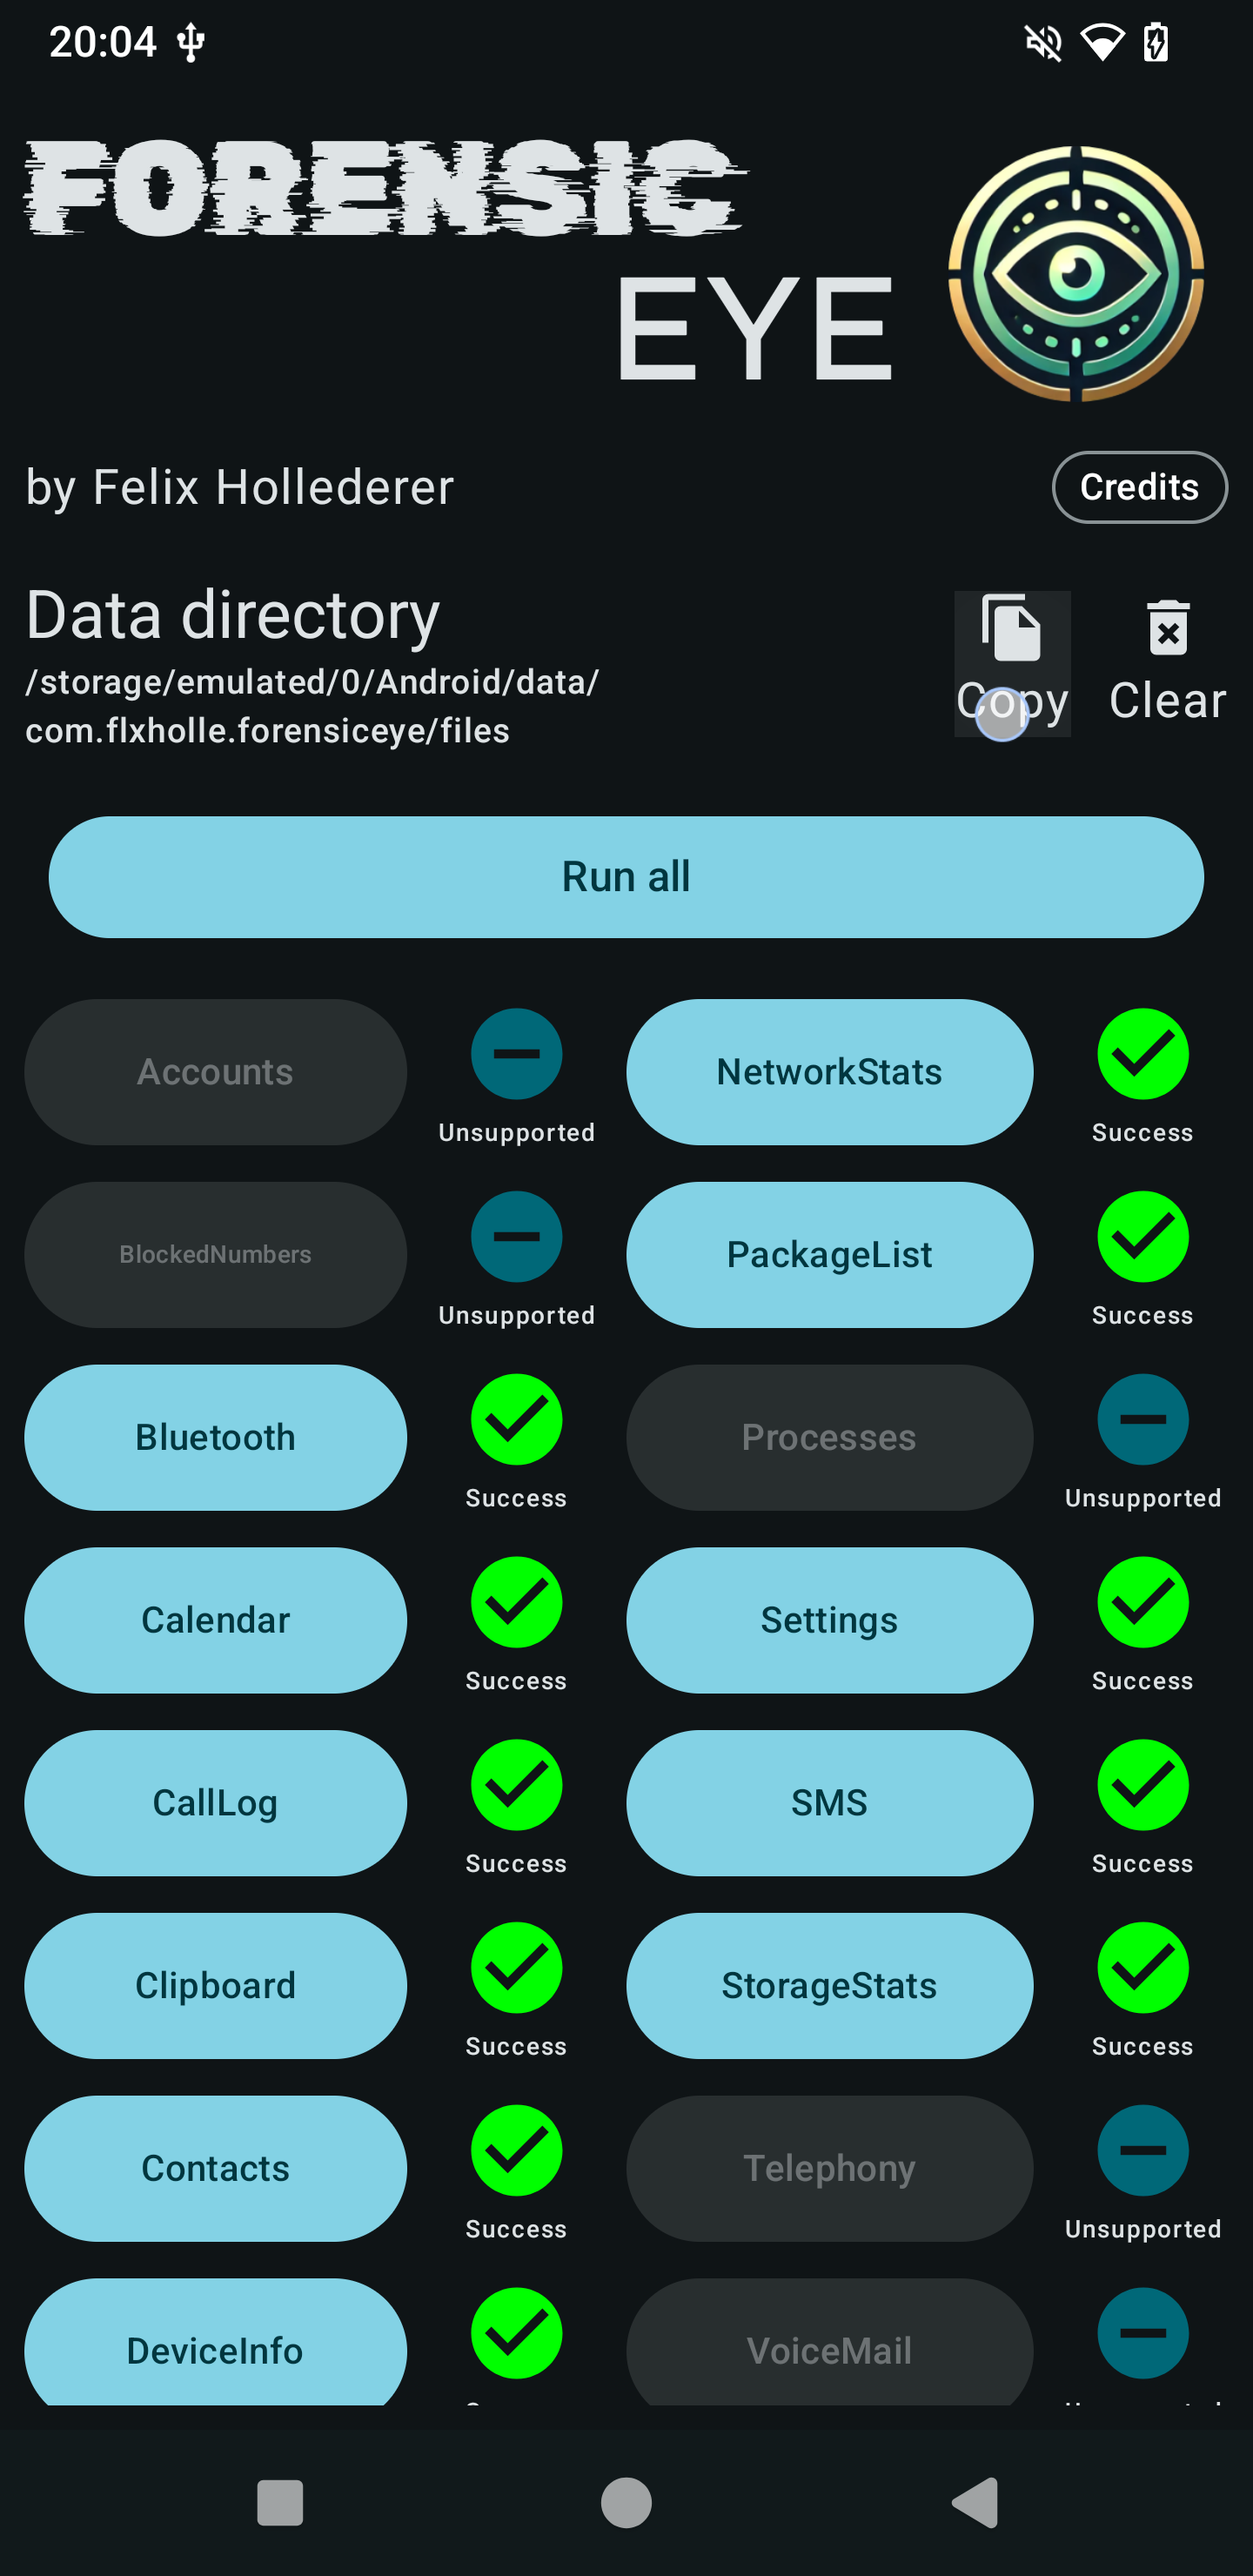 20:04
FORENSIC
EYE
by Felix Hollederer
Credits
Data directory
/storage/emulated/0/Android/data/
com.flxholle.forensiceye/files
Copy
Clear
Run all
Accounts
Unsupported
NetworkStats
Success
BlockedNumbers
Unsupported
PackageList
Success
Bluetooth
Success
Processes
Unsupported
Calendar
Success
Settings
Success
CallLog
Success
SMS
Success
Clipboard
Success
StorageStats
Success
Contacts
Success
Telephony
Unsupported
DeviceInfo
VoiceMail